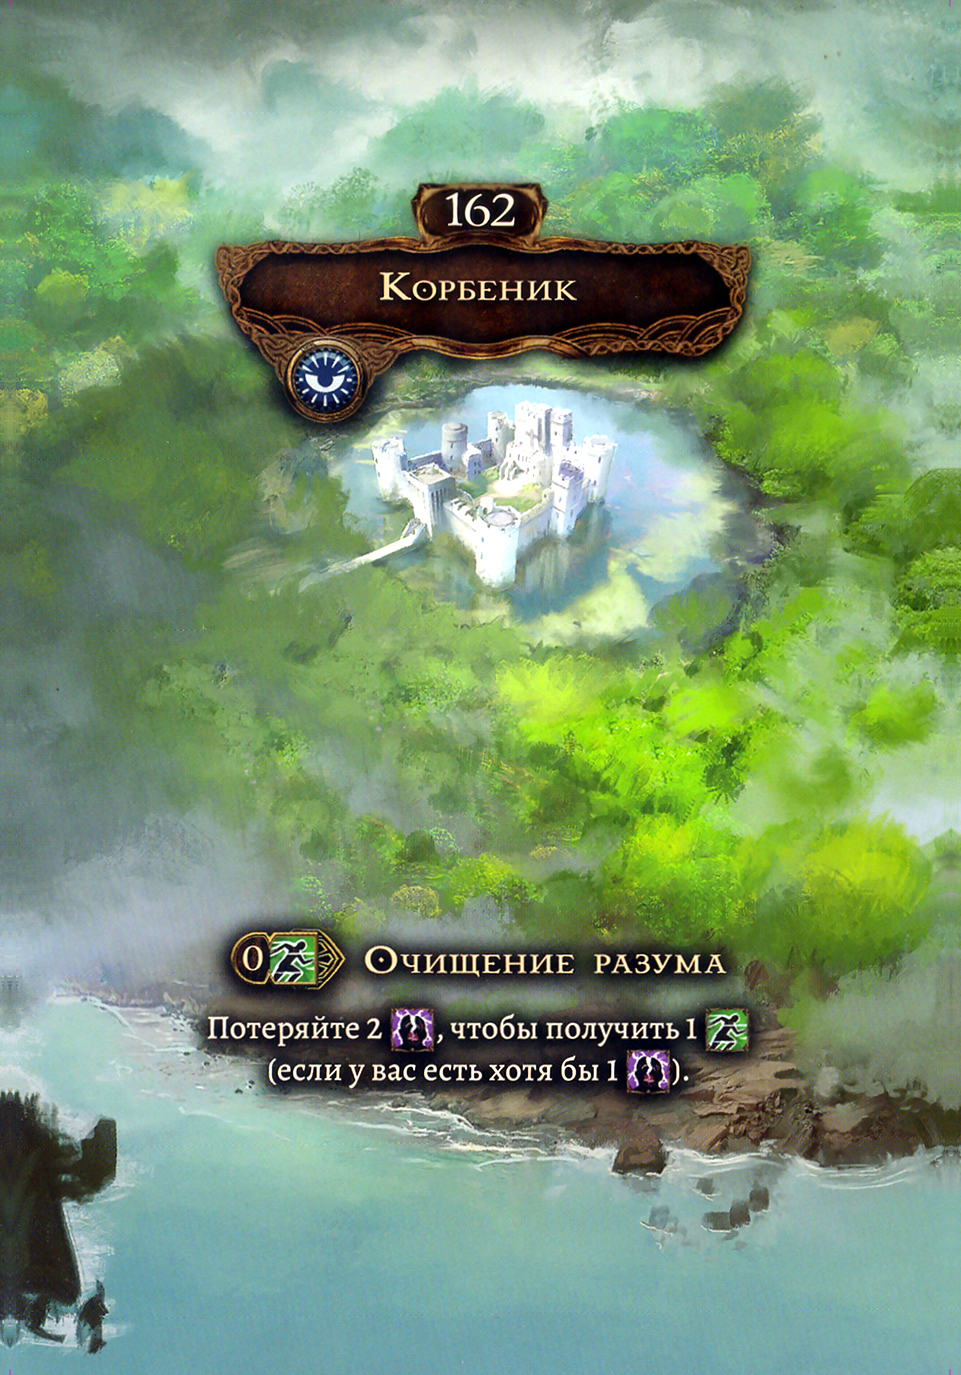 162
Корбеник
0 Очищение разума
Потеряйте 2 , чтобы получить 1
(если у вас есть хотя бы 1 ).